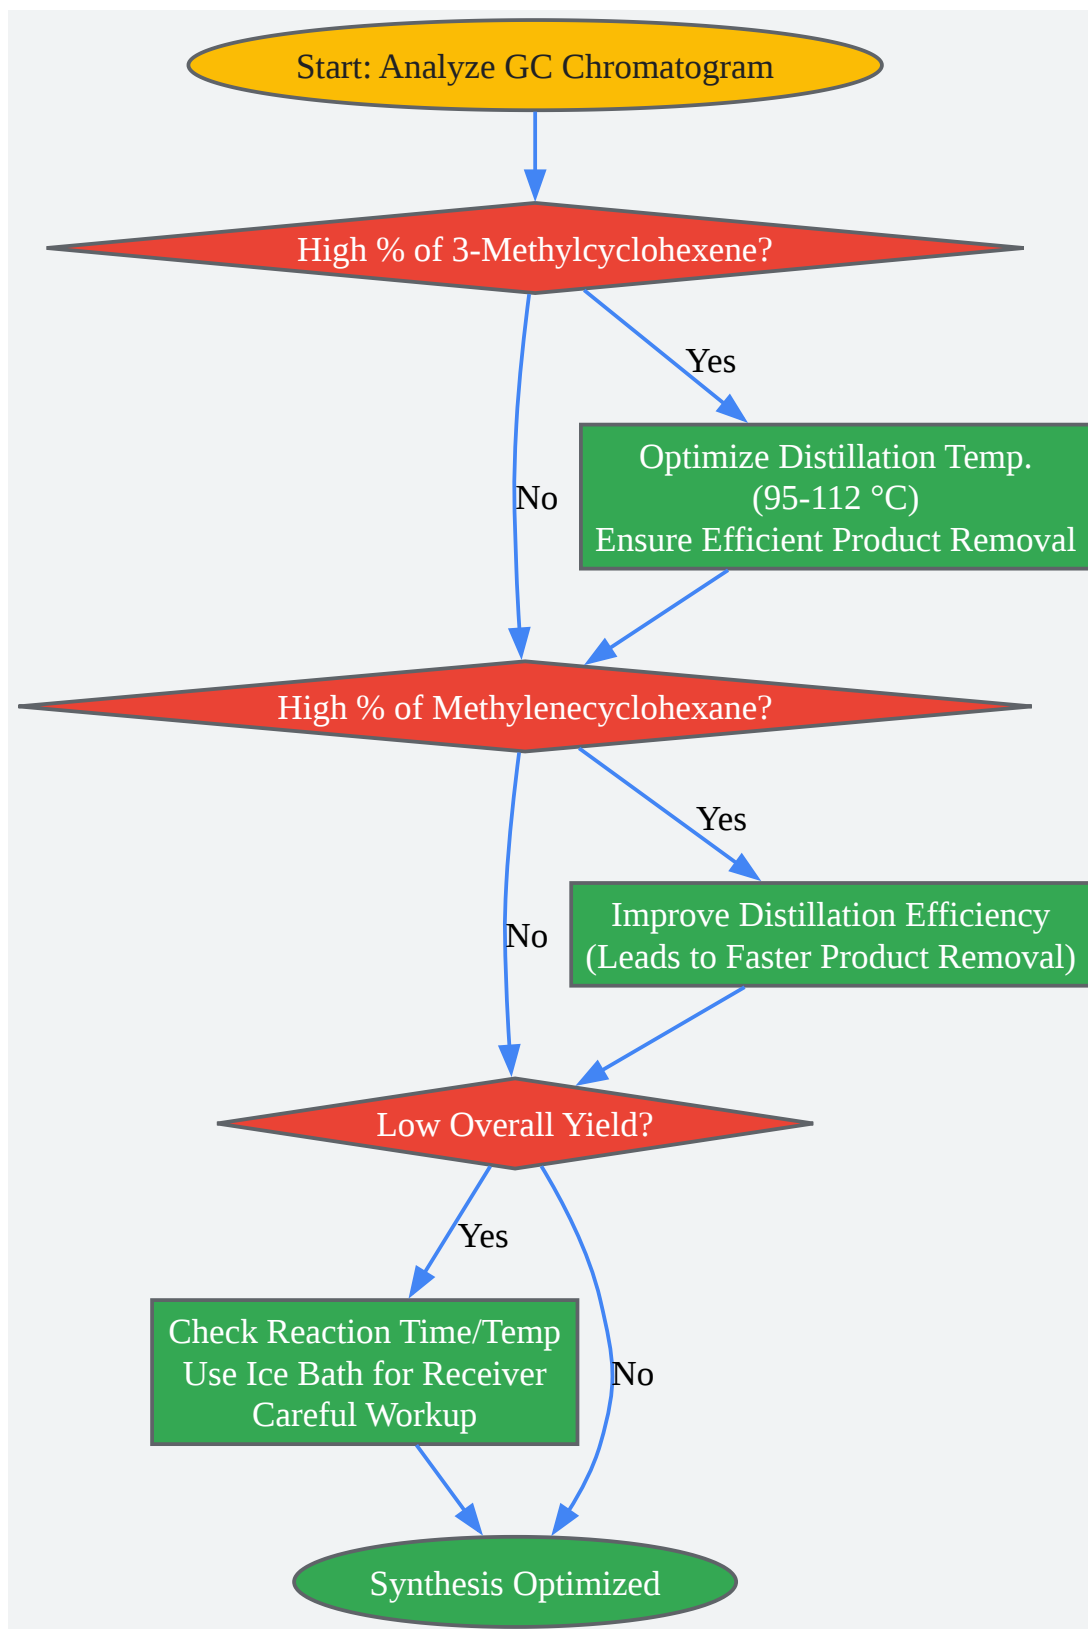 Start: Analyze GC Chromatogram
High % of 3-Methylcyclohexene?
Yes
Optimize Distillation Temp.
(95-112 °C)
Ensure Efficient Product Removal
No
High % of Methylenecyclohexane?
Yes
Improve Distillation Efficiency
(Leads to Faster Product Removal)
No
Low Overall Yield?
Yes
Check Reaction Time/Temp
Use Ice Bath for Receiver
Careful Workup
No
Synthesis Optimized